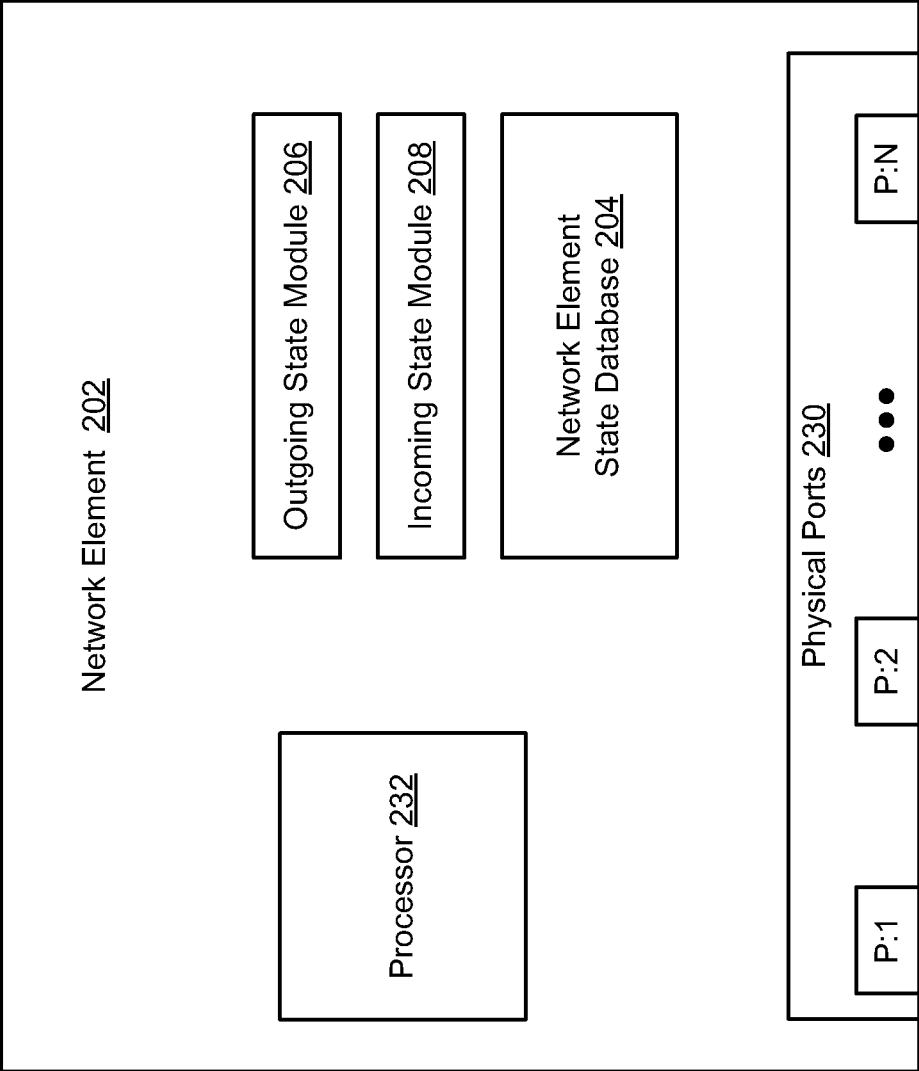 Network Element 202
Processor 232
Outgoing State Module 206
Incoming State Module 208
Network Element
State Database 204
Physical Ports 230
P:1
P:2
P:N